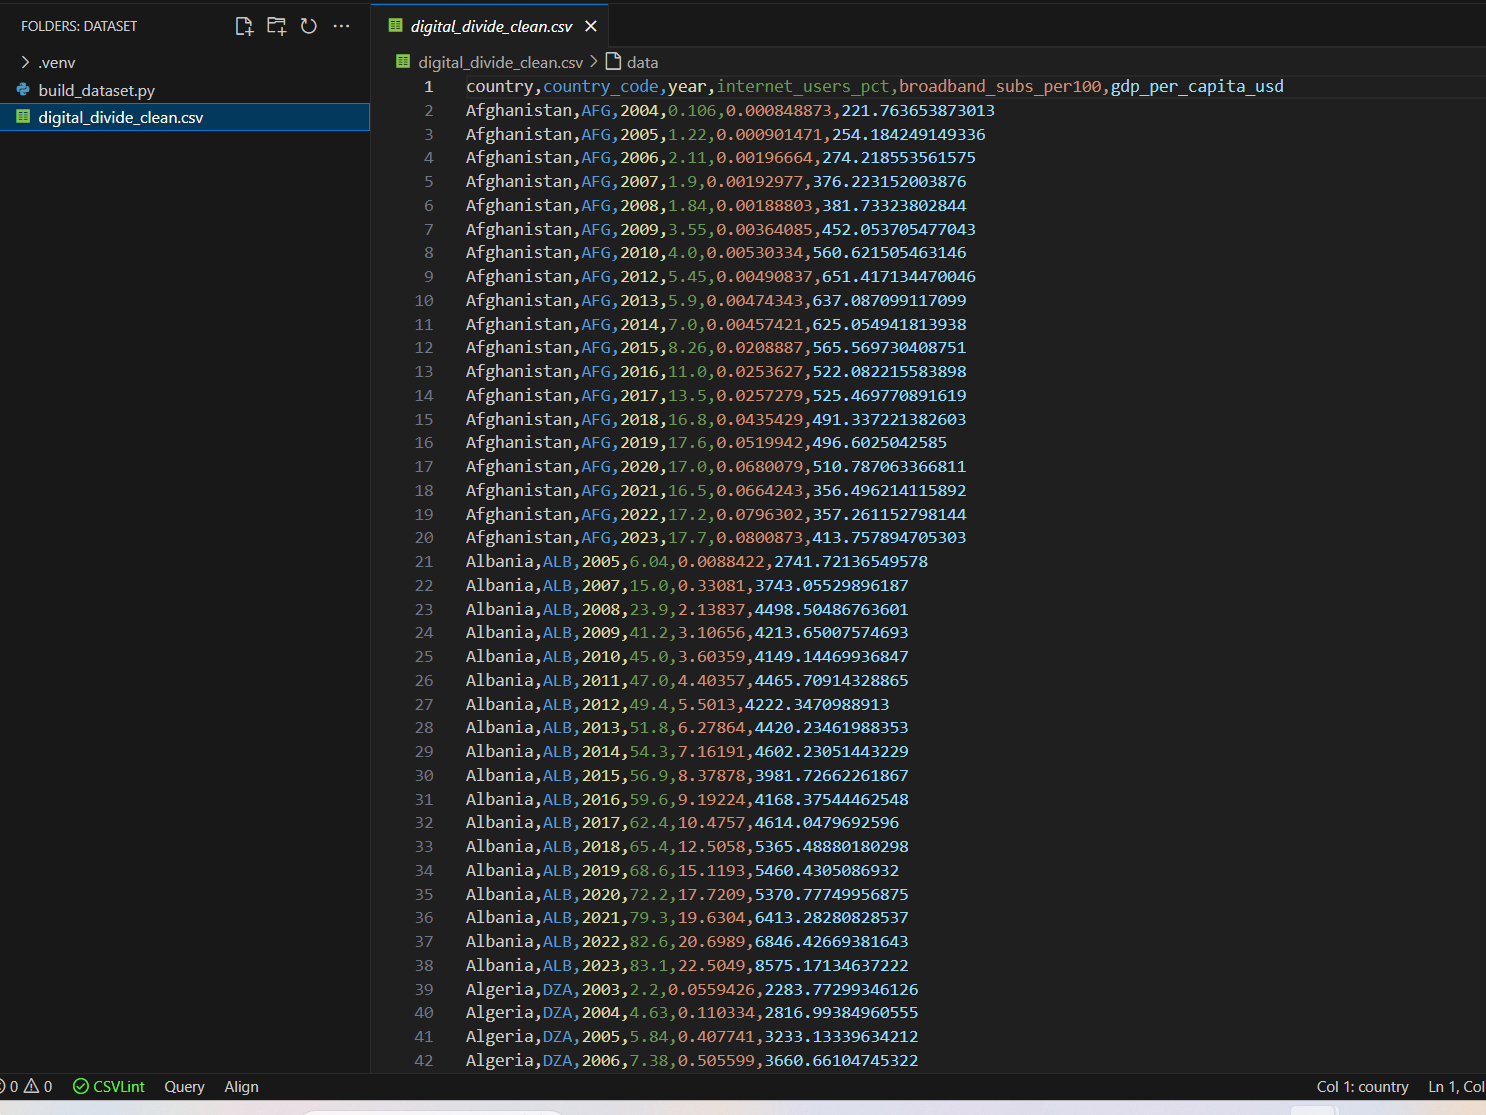 FOLDERS: DATASET
.venv
build_dataset.py
digital_divide_clean.csv
digital_divide_clean.csv
digital_divide_clean.csv > data
1 country,country_code,year,internet_users_pct,broadband_subs_per100,gdp_per_capita_usd
2 Afghanistan,AFG,2004,0.106,0.000848873,221.763653873013
3 Afghanistan,AFG,2005,1.22,0.000901471,254.184249149336
4 Afghanistan,AFG,2006,2.11,0.00196664,274.218553561575
5 Afghanistan,AFG,2007,1.9,0.00192977,376.223152003876
6 Afghanistan,AFG,2008,1.84,0.00188803,381.73323802844
7 Afghanistan,AFG,2009,3.55,0.00364085,452.053705477043
8 Afghanistan,AFG,2010,4.0,0.00530334,560.621505463146
9 Afghanistan,AFG,2012,5.45,0.00490837,651.417134470046
10 Afghanistan,AFG,2013,5.9,0.00474343,637.087099117099
11 Afghanistan,AFG,2014,7.0,0.00457421,625.054941813938
12 Afghanistan,AFG,2015,8.26,0.0208887,565.569730408751
13 Afghanistan,AFG,2016,11.0,0.0253627,522.082215583898
14 Afghanistan,AFG,2017,13.5,0.0257279,525.469770891619
15 Afghanistan,AFG,2018,16.8,0.0435429,491.337221382603
16 Afghanistan,AFG,2019,17.6,0.0519942,496.6025042585
17 Afghanistan,AFG,2020,17.0,0.0680079,510.787063366811
18 Afghanistan,AFG,2021,16.5,0.0664243,356.496214115892
19 Afghanistan,AFG,2022,17.2,0.0796302,357.261152798144
20 Afghanistan,AFG,2023,17.7,0.0800873,413.757894705303
21 Albania,ALB,2005,6.04,0.0088422,2741.72136549578
22 Albania,ALB,2007,15.0,0.33081,3743.05529896187
23 Albania,ALB,2008,23.9,2.13837,4498.50486763601
24 Albania,ALB,2009,41.2,3.10656,4213.65007574693
25 Albania,ALB,2010,45.0,3.60359,4149.14469936847
26 Albania,ALB,2011,47.0,4.40357,4465.70914328865
27 Albania,ALB,2012,49.4,5.5013,4222.3470988913
28 Albania,ALB,2013,51.8,6.27864,4420.23461988353
29 Albania,ALB,2014,54.3,7.16191,4602.23051443229
30 Albania,ALB,2015,56.9,8.37878,3981.72662261867
31 Albania,ALB,2016,59.6,9.19224,4168.37544462548
32 Albania,ALB,2017,62.4,10.4757,4614.0479692596
33 Albania,ALB,2018,65.4,12.5058,5365.48880180298
34 Albania,ALB,2019,68.6,15.1193,5460.4305086932
35 Albania,ALB,2020,72.2,17.7209,5370.77749956875
36 Albania,ALB,2021,79.3,19.6304,6413.28280828537
37 Albania,ALB,2022,82.6,20.6989,6846.42669381643
38 Albania,ALB,2023,83.1,22.5049,8575.17134637222
39 Algeria,DZA,2003,2.2,0.0559426,2283.77299346126
40 Algeria,DZA,2004,4.63,0.110334,2816.99384960555
41 Algeria,DZA,2005,5.84,0.407741,3233.13339634212
42 Algeria,DZA,2006,7.38,0.505599,3660.66104745322
0 0 CSVLint Query Align Col 1: country Ln 1, Col